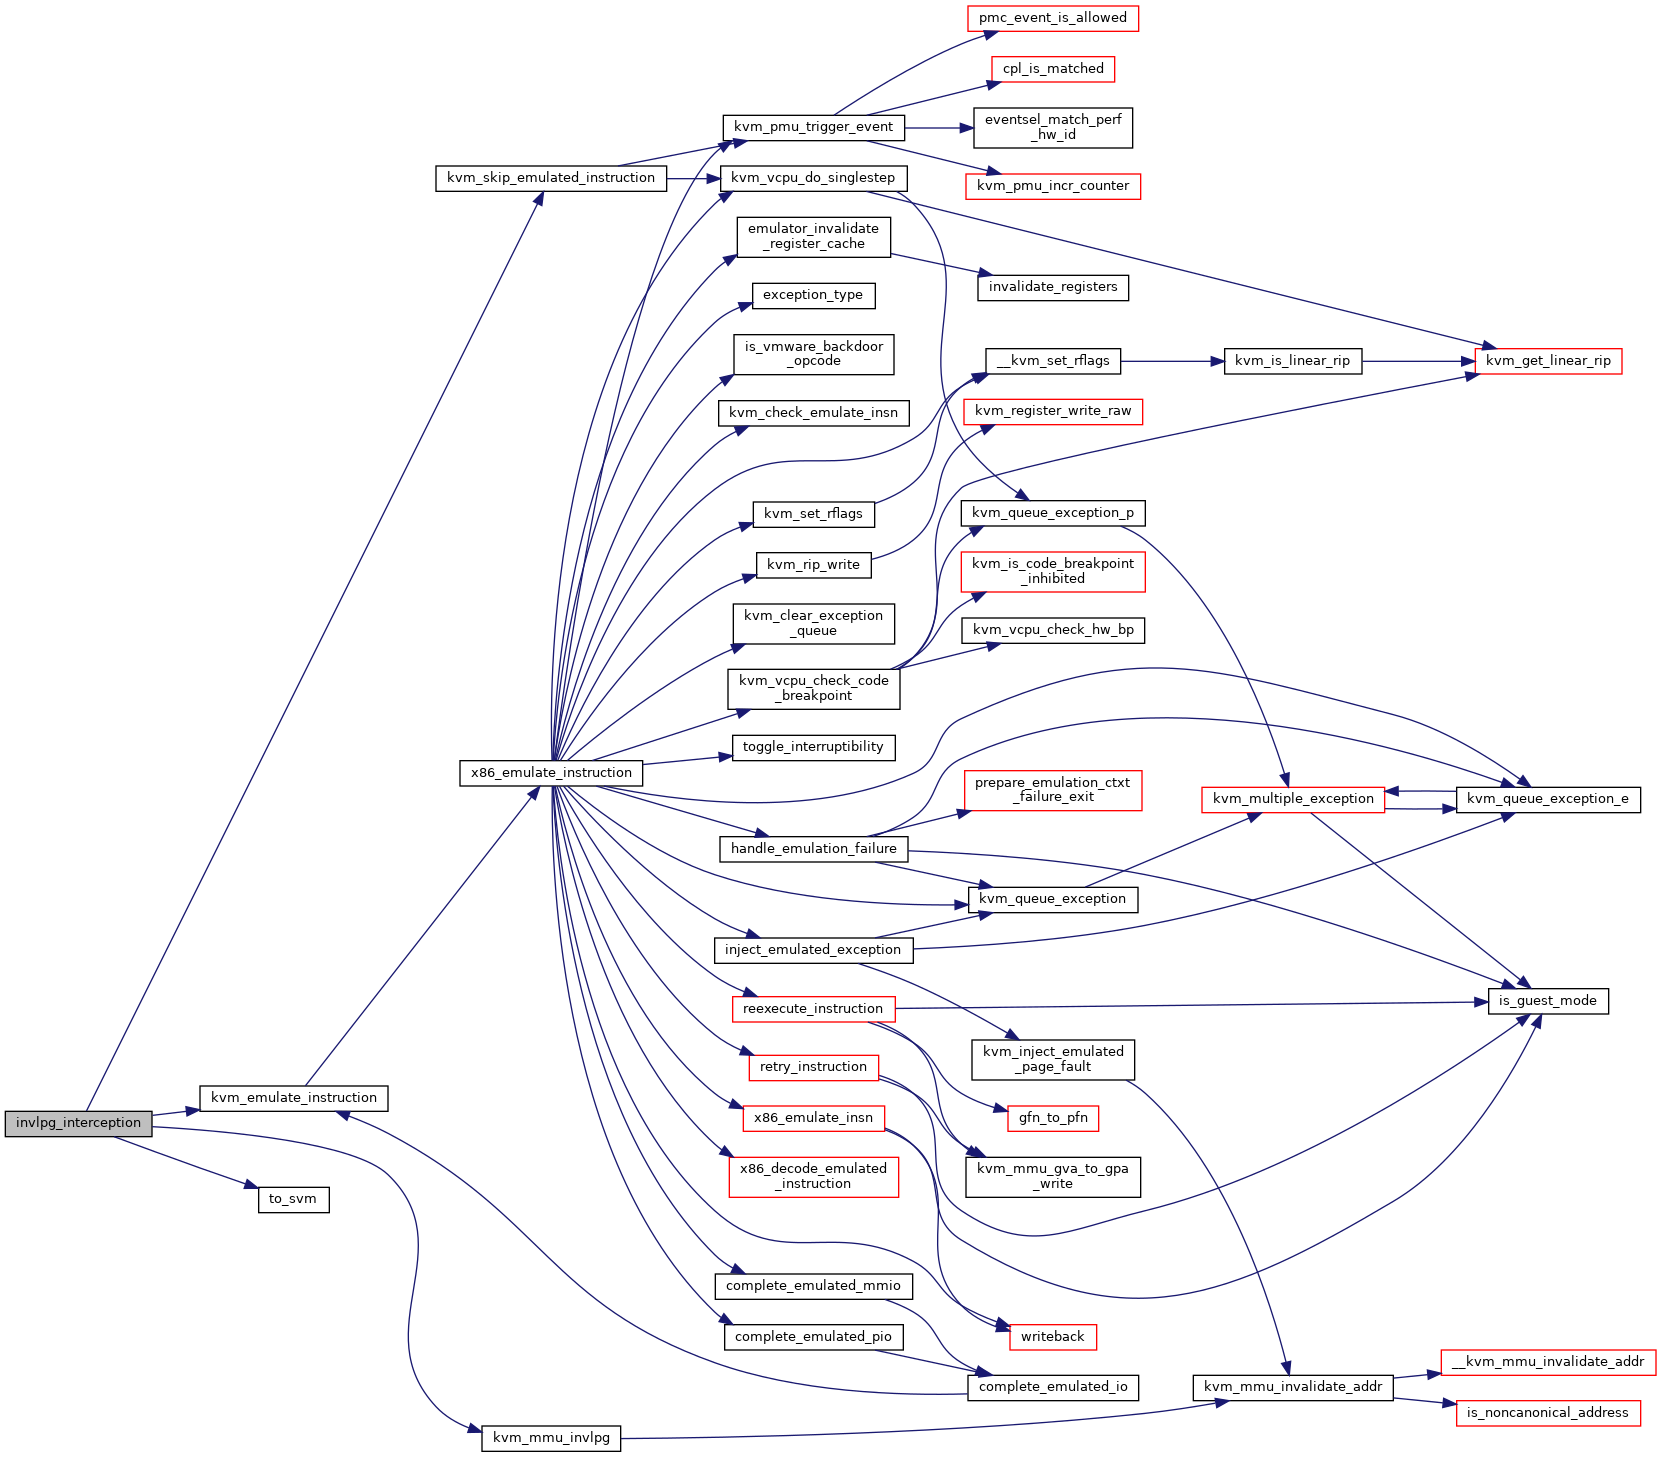 pmc_event_is_allowed
cpl_is_matched
kvm_pmu_trigger_event
eventsel_match_perf
_hw_id
kvm_skip_emulated_instruction
kvm_vcpu_do_singlestep
kvm_pmu_incr_counter
emulator_invalidate
_register_cache
invalidate_registers
exception_type
is_vmware_backdoor
_opcode
__kvm_set_rflags
kvm_is_linear_rip
kvm_get_linear_rip
kvm_check_emulate_insn
kvm_register_write_raw
kvm_set_rflags
kvm_queue_exception_p
kvm_rip_write
kvm_is_code_breakpoint
_inhibited
kvm_clear_exception
_queue
kvm_vcpu_check_hw_bp
kvm_vcpu_check_code
_breakpoint
toggle_interruptibility
x86_emulate_instruction
prepare_emulation_ctxt
_failure_exit
kvm_multiple_exception
kvm_queue_exception_e
handle_emulation_failure
kvm_queue_exception
inject_emulated_exception
reexecute_instruction
is_guest_mode
kvm_inject_emulated
_page_fault
retry_instruction
kvm_emulate_instruction
invlpg_interception
x86_emulate_insn
gfn_to_pfn
x86_decode_emulated
_instruction
kvm_mmu_gva_to_gpa
_write
to_svm
complete_emulated_mmio
complete_emulated_pio
writeback
complete_emulated_io
kvm_mmu_invalidate_addr
__kvm_mmu_invalidate_addr
is_noncanonical_address
kvm_mmu_invlpg